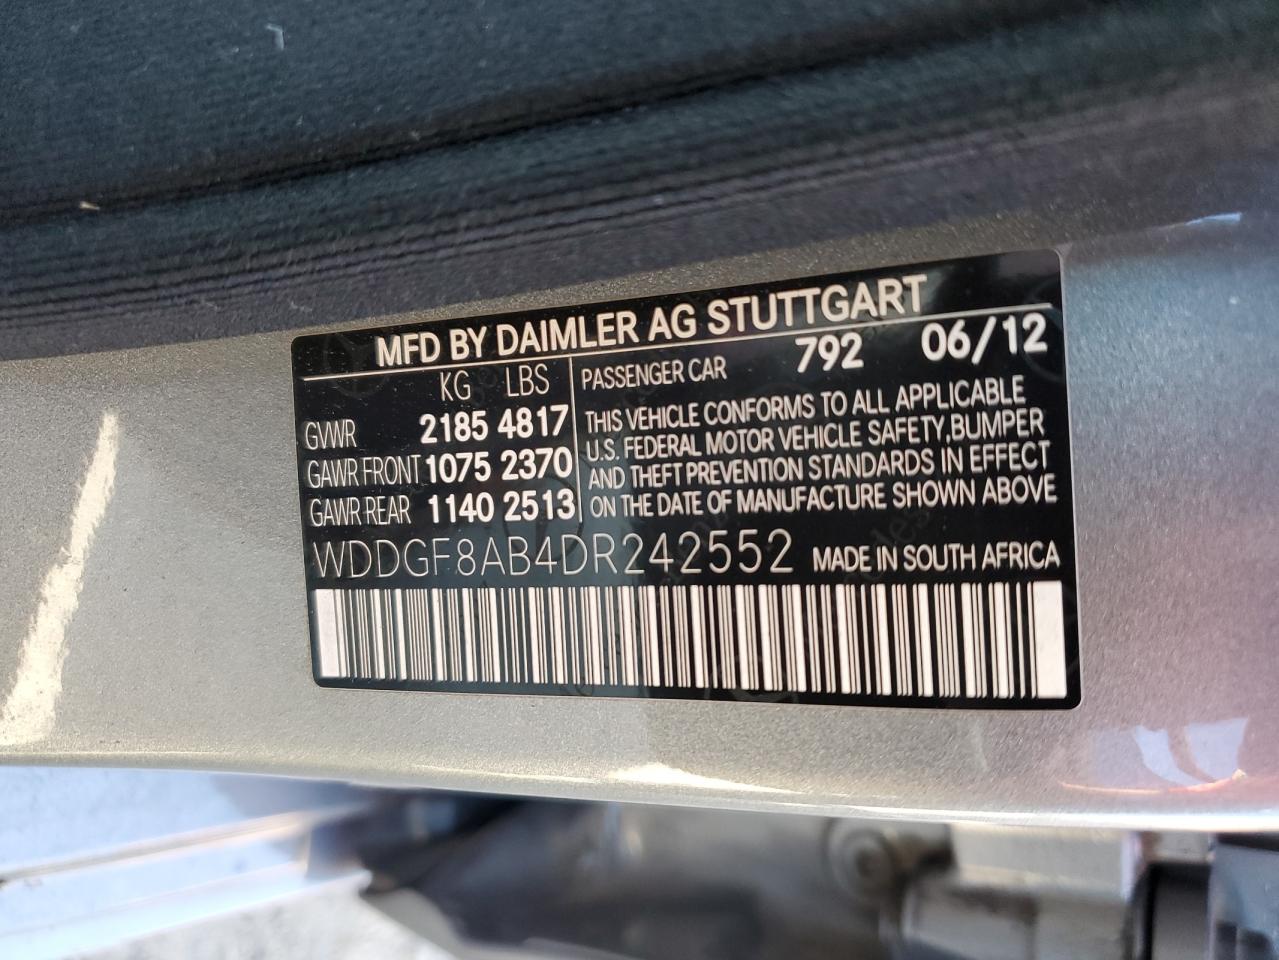 MFD BY DAIMLER AG STUTTGART
KG LBS
GVWR 2185 4817
GAWR FRONT 1075 2370
GAWR REAR 1140 2513
PASSENGER CAR 792 06/12
THIS VEHICLE CONFORMS TO ALL APPLICABLE
U.S. FEDERAL MOTOR VEHICLE SAFETY, BUMPER
AND THEFT PREVENTION STANDARDS IN EFFECT
ON THE DATE OF MANUFACTURE SHOWN ABOVE
WDDGF8AB4DR242552 MADE IN SOUTH AFRICA